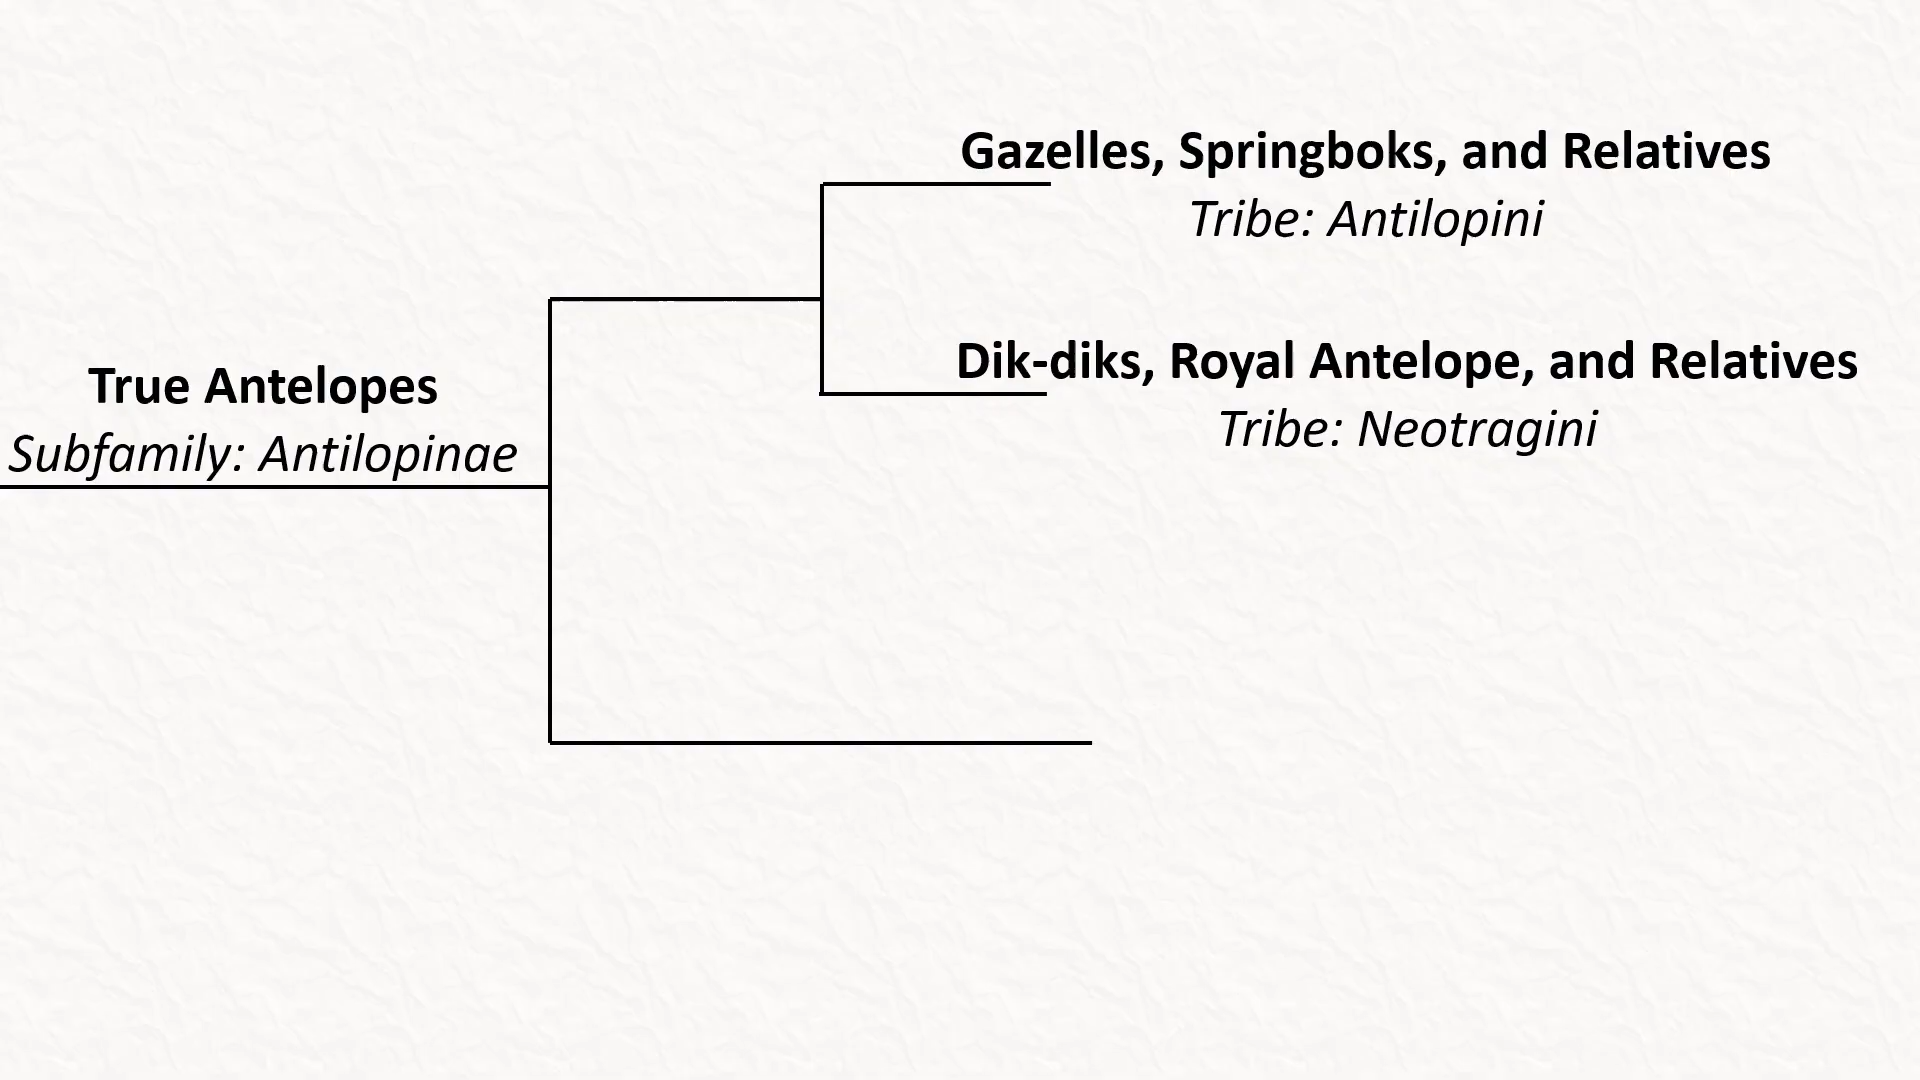 Gazelles, Springboks, and Relatives
Tribe: Antilopini
Dik-diks, Royal Antelope, and Relatives
Tribe: Neotragini
True Antelopes
Subfamily: Antilopinae